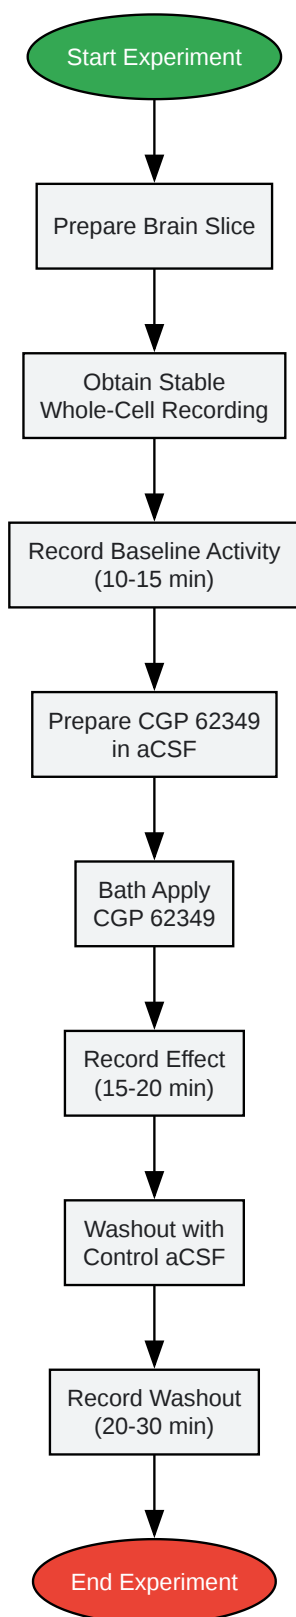 Start Experiment
Prepare Brain Slice
Obtain Stable
Whole-Cell Recording
Record Baseline Activity
(10-15 min)
Prepare CGP 62349
in aCSF
Bath Apply
CGP 62349
Record Effect
(15-20 min)
Washout with
Control aCSF
Record Washout
(20-30 min)
End Experiment